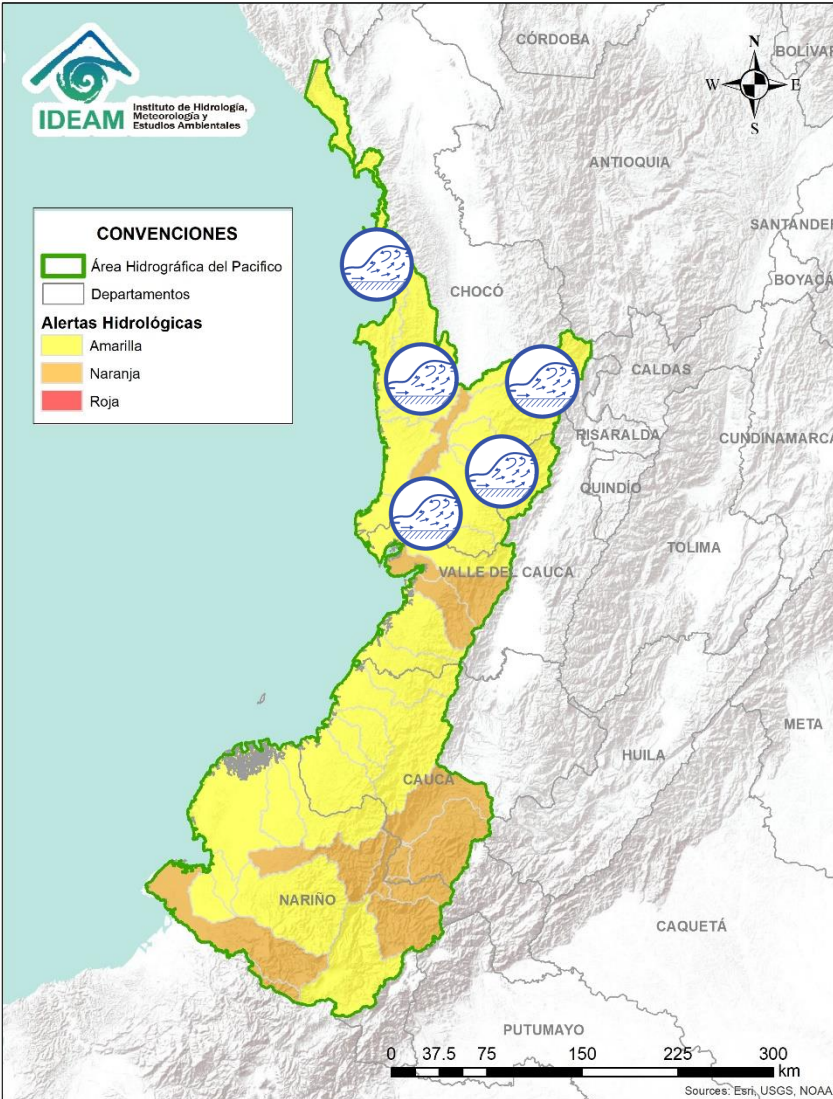 IDEAM
Instituto de Hidrología,
Meteorología y
Estudios Ambientales
CÓRDOBA
BOLÍVAR
N
W
E
S
ANTIOQUIA
SANTANDER
BOYACÁ
CONVENCIONES
Área Hidrográfica del Pacifico
Departamentos
Alertas Hidrológicas
Amarilla
Naranja
Roja
CHOCÓ
CALDAS
RISARALDA
CUNDINAMARCA
QUINDÍO
TOLIMA
VALLE DEL CAUCA
META
HUILA
CAUCA
NARIÑO
CAQUETÁ
PUTUMAYO
0 37.5 75 150 225 300
km
Sources: Esri, USGS, NOAA